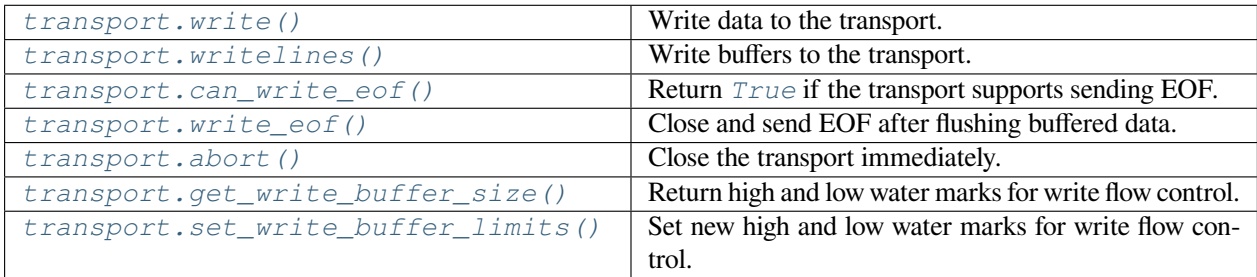 transport.write() Write data to the transport.
transport.writelines() Write buffers to the transport.
transport.can_write_eof() Return True if the transport supports sending EOF.
transport.write_eof() Close and send EOF after flushing buffered data.
transport.abort() Close the transport immediately.
transport.get_write_buffer_size() Return high and low water marks for write flow control.
transport.set_write_buffer_limits() Set new high and low water marks for write flow con-
trol.